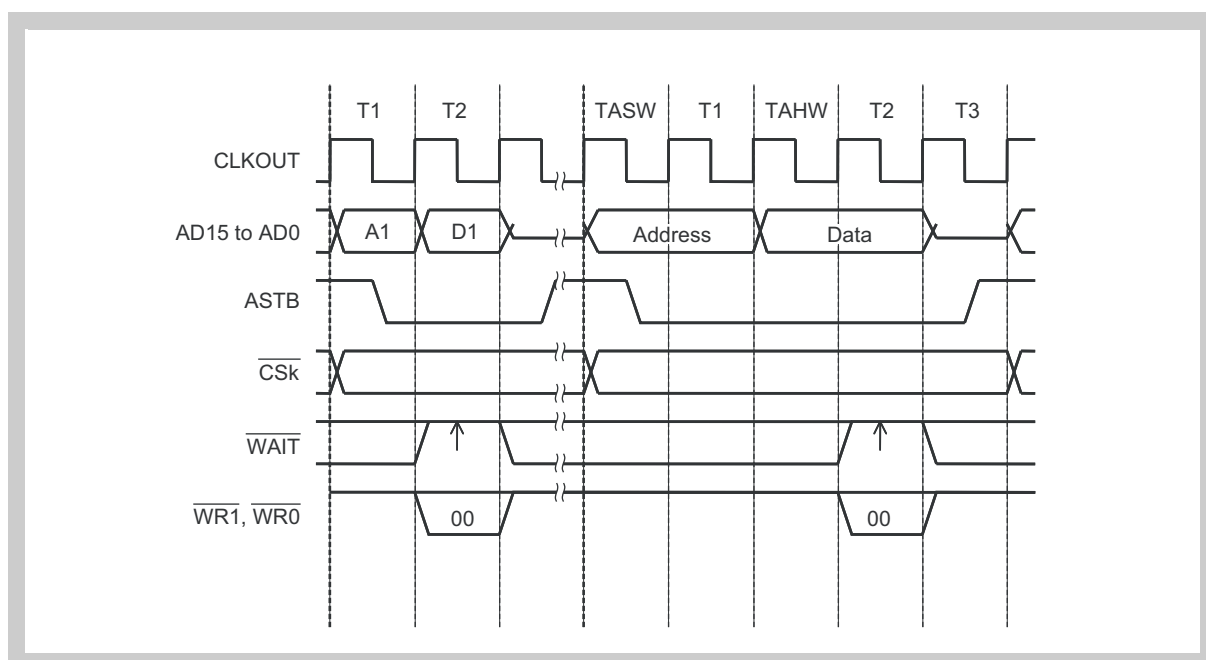 T1 T2 TASW T1 TAHW T2 T3
CLKOUT
AD15 to AD0 A1 D1 Address Data
ASTB
CSk
WAIT
WR1, WR0 00 00